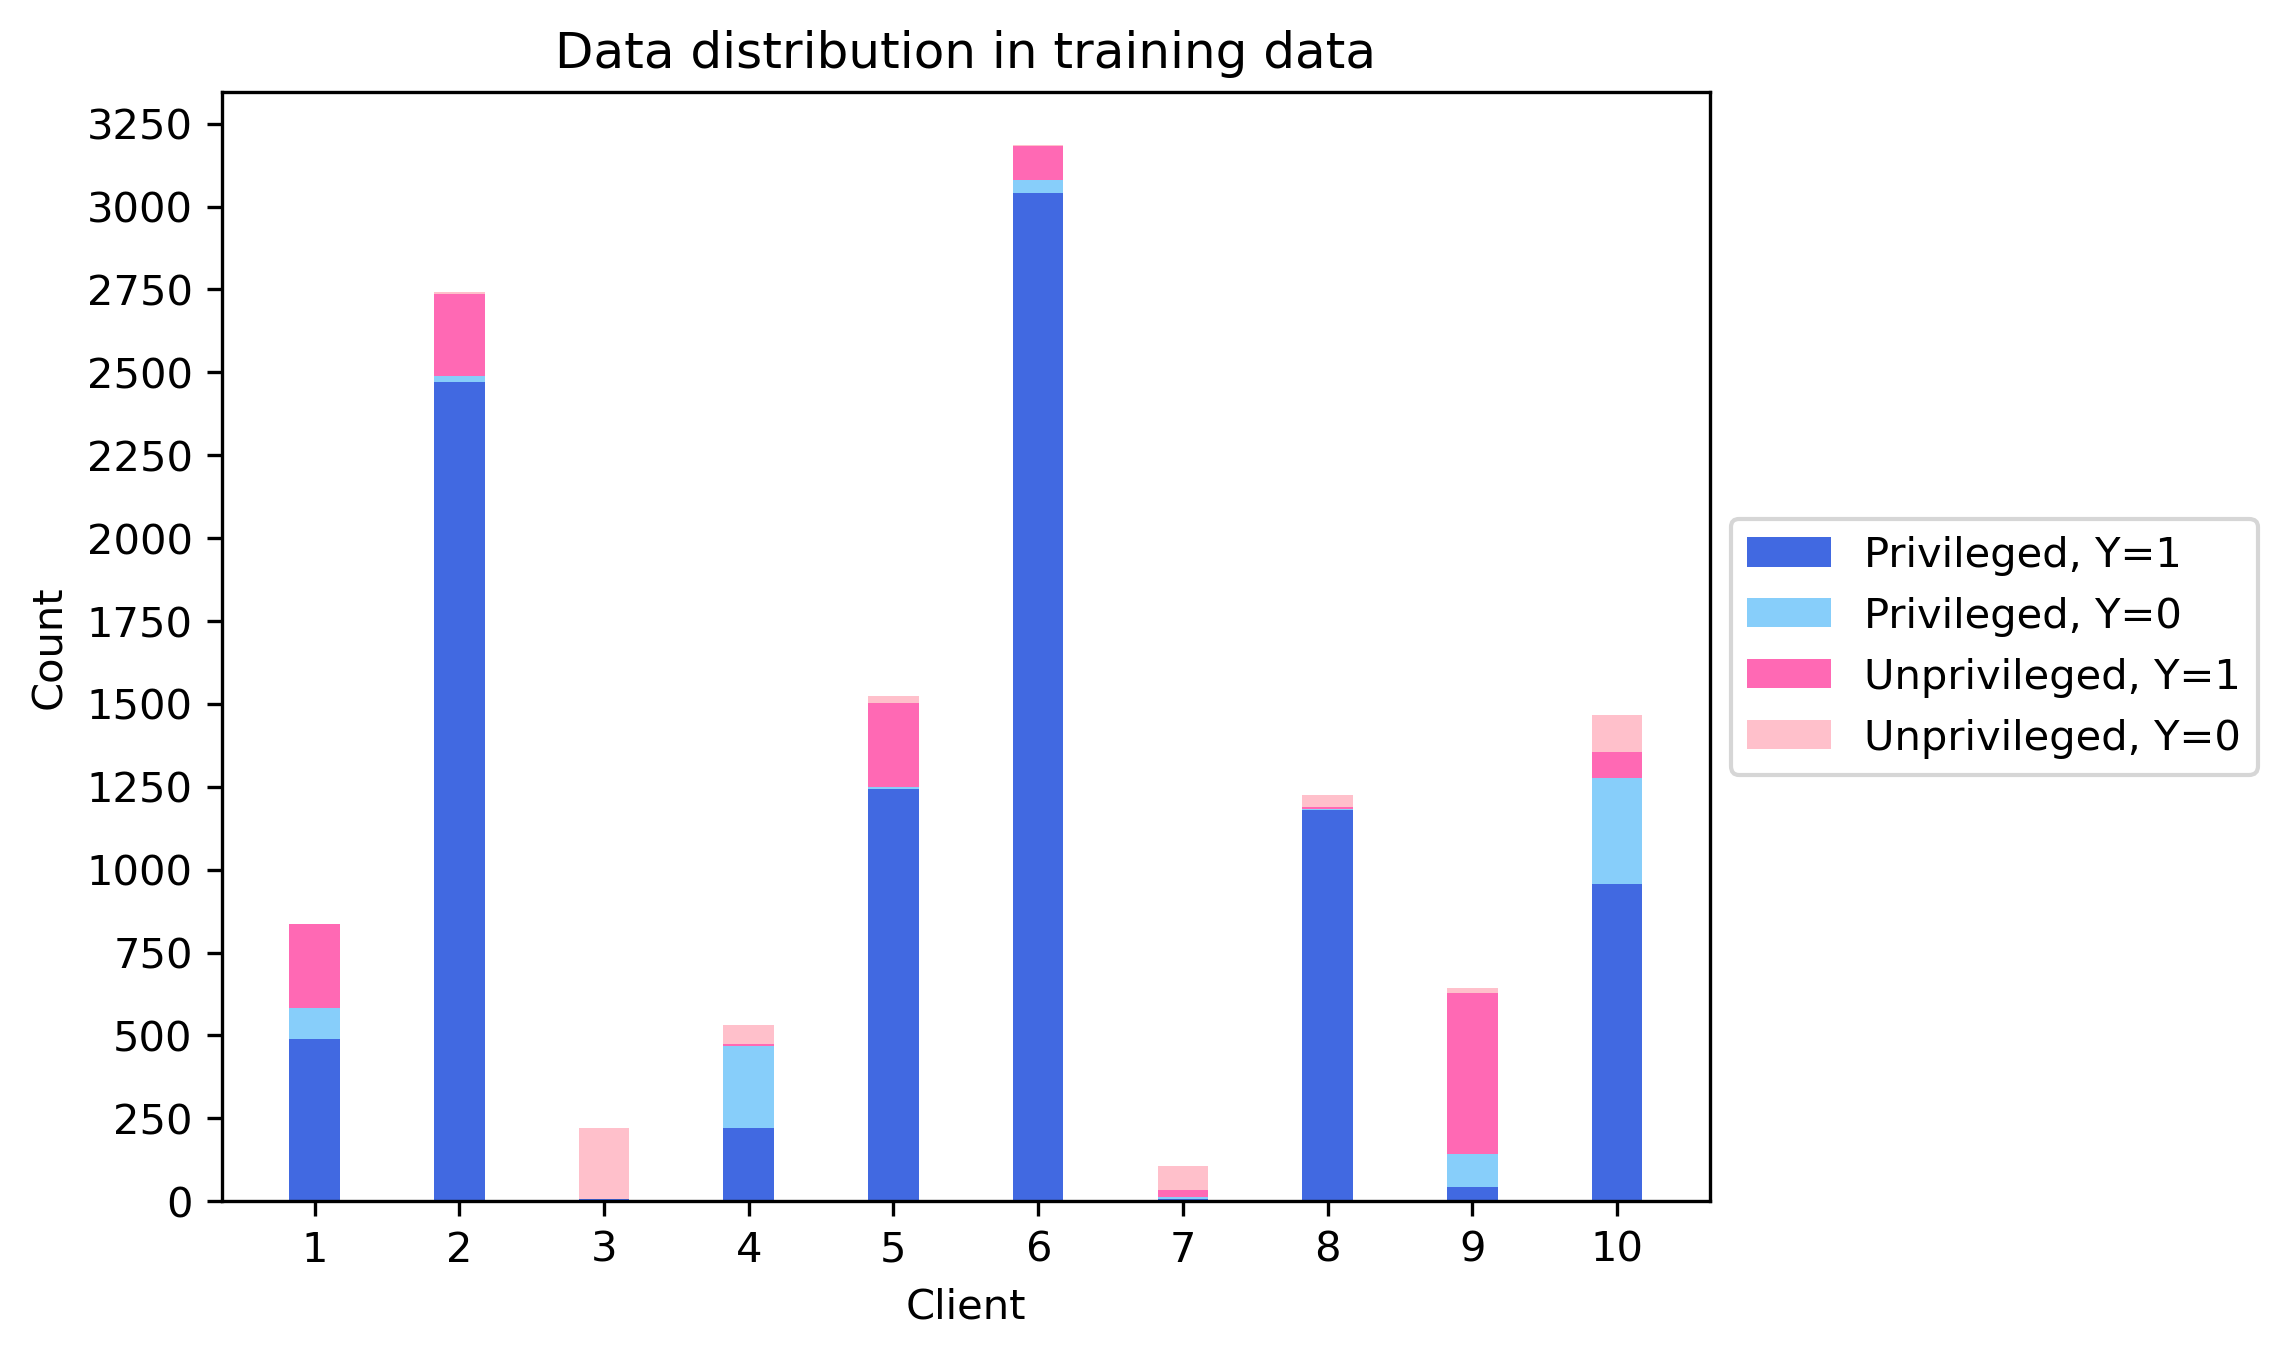 Data distribution in training data
3250
3000
2750
2500
2250
2000
1750
1500
1250
1000
750
500
250
0
Count
1 2 3 4 5 6 7 8 9 10
Client
Privileged, Y=1
Privileged, Y=0
Unprivileged, Y=1
Unprivileged, Y=0